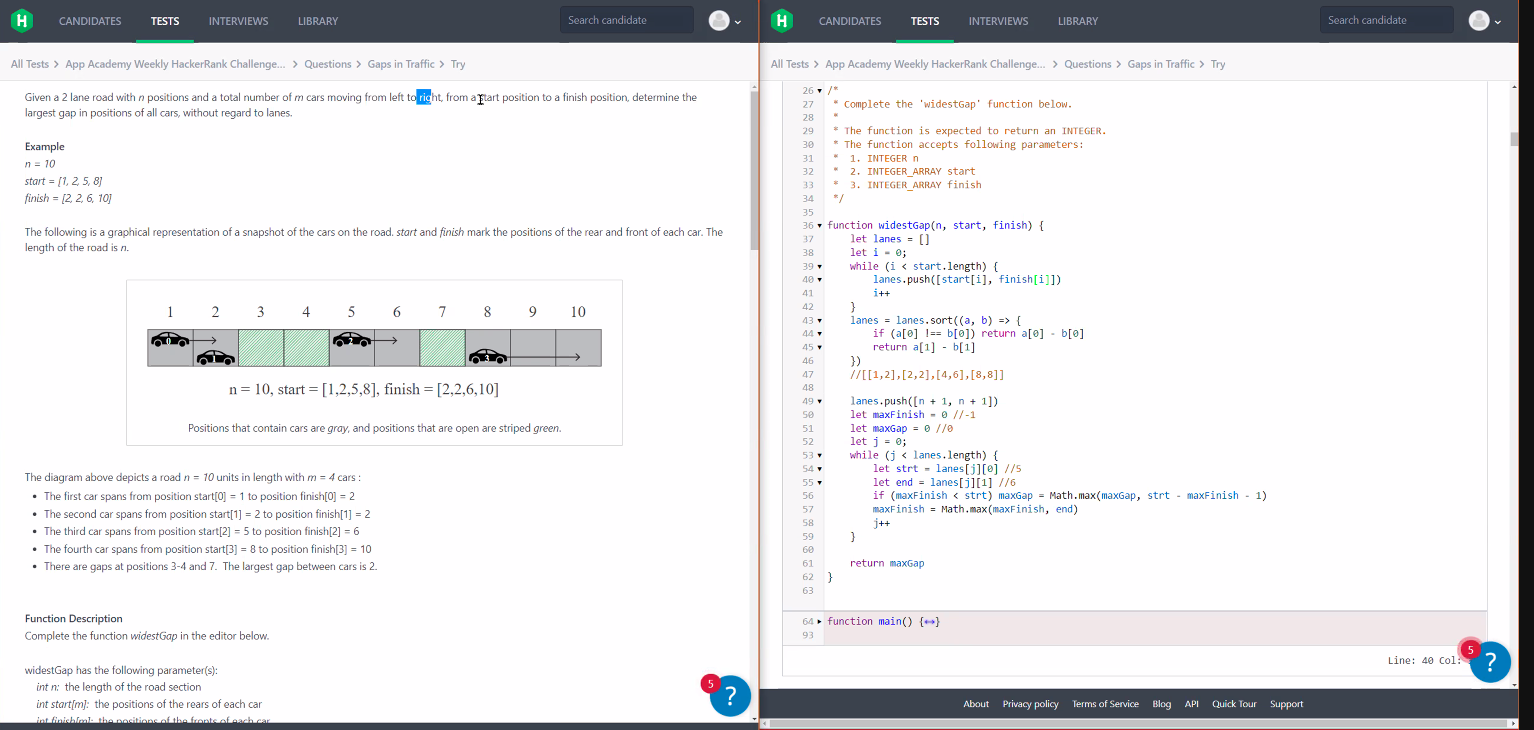 H CANDIDATES TESTS INTERVIEWS LIBRARY Search candidate
All Tests > App Academy Weekly HackerRank Challenge... > Questions > Gaps in Traffic > Try
Given a 2 lane road with n positions and a total number of m cars moving from left to right, from a start position to a finish position, determine the
largest gap in positions of all cars, without regard to lanes.
Example
n = 10
start = [1, 2, 5, 8]
finish = [2, 2, 6, 10]
The following is a graphical representation of a snapshot of the cars on the road. start and finish mark the positions of the rear and front of each car. The
length of the road is n.
1 2 3 4 5 6 7 8 9 10
0 1 2 3
n = 10, start = [1,2,5,8], finish = [2,2,6,10]
Positions that contain cars are gray, and positions that are open are striped green.
The diagram above depicts a road n = 10 units in length with m = 4 cars :
• The first car spans from position start[0] = 1 to position finish[0] = 2
• The second car spans from position start[1] = 2 to position finish[1] = 2
• The third car spans from position start[2] = 5 to position finish[2] = 6
• The fourth car spans from position start[3] = 8 to position finish[3] = 10
• There are gaps at positions 3-4 and 7. The largest gap between cars is 2.
Function Description
Complete the function widestGap in the editor below.
widestGap has the following parameter(s):
int n: the length of the road section
int start[m]: the positions of the rears of each car
int finish[m]: the positions of the fronts of each car
5
?
H CANDIDATES TESTS INTERVIEWS LIBRARY Search candidate
All Tests > App Academy Weekly HackerRank Challenge... > Questions > Gaps in Traffic > Try
26 /*
27 * Complete the 'widestGap' function below.
28 *
29 * The function is expected to return an INTEGER.
30 * The function accepts following parameters:
31 * 1. INTEGER n
32 * 2. INTEGER_ARRAY start
33 * 3. INTEGER_ARRAY finish
34 */
35
36 function widestGap(n, start, finish) {
37 let lanes = []
38 let i = 0;
39 while (i < start.length) {
40 lanes.push([start[i], finish[i]])
41 i++
42 }
43 lanes = lanes.sort((a, b) => {
44 if (a[0] !== b[0]) return a[0] - b[0]
45 return a[1] - b[1]
46 })
47 //[[1,2],[2,2],[4,6],[8,8]]
48
49 lanes.push([n + 1, n + 1])
50 let maxFinish = 0 //-1
51 let maxGap = 0 //0
52 let j = 0;
53 while (j < lanes.length) {
54 let strt = lanes[j][0] //5
55 let end = lanes[j][1] //6
56 if (maxFinish < strt) maxGap = Math.max(maxGap, strt - maxFinish - 1)
57 maxFinish = Math.max(maxFinish, end)
58 j++
59 }
60
61 return maxGap
62 }
63
64 function main() {↔}
93
Line: 40 Col:
5
?
About Privacy policy Terms of Service Blog API Quick Tour Support